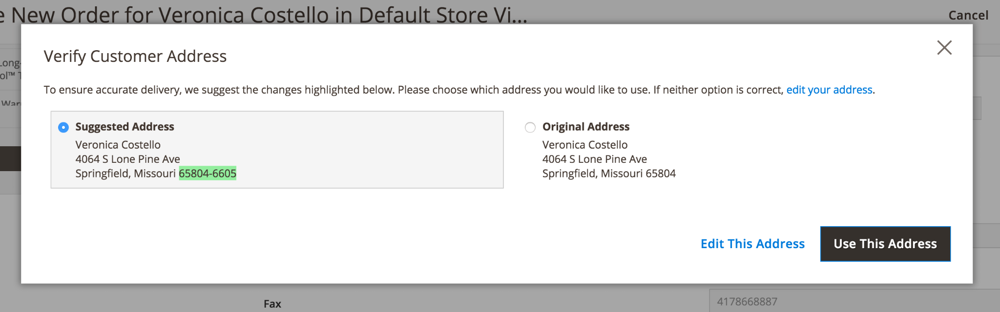 New Order for Veronica Costello in Default Store Vi...
Cancel
Verify Customer Address
Long-
ol™
To ensure accurate delivery, we suggest the changes highlighted below. Please choose which address you would like to use. If neither option is correct, edit your address.
Suggested Address
Veronica Costello
4064 S Lone Pine Ave
Springfield, Missouri 65804-6605
Original Address
Veronica Costello
4064 S Lone Pine Ave
Springfield, Missouri 65804
Edit This Address
Use This Address
Fax
4178668887